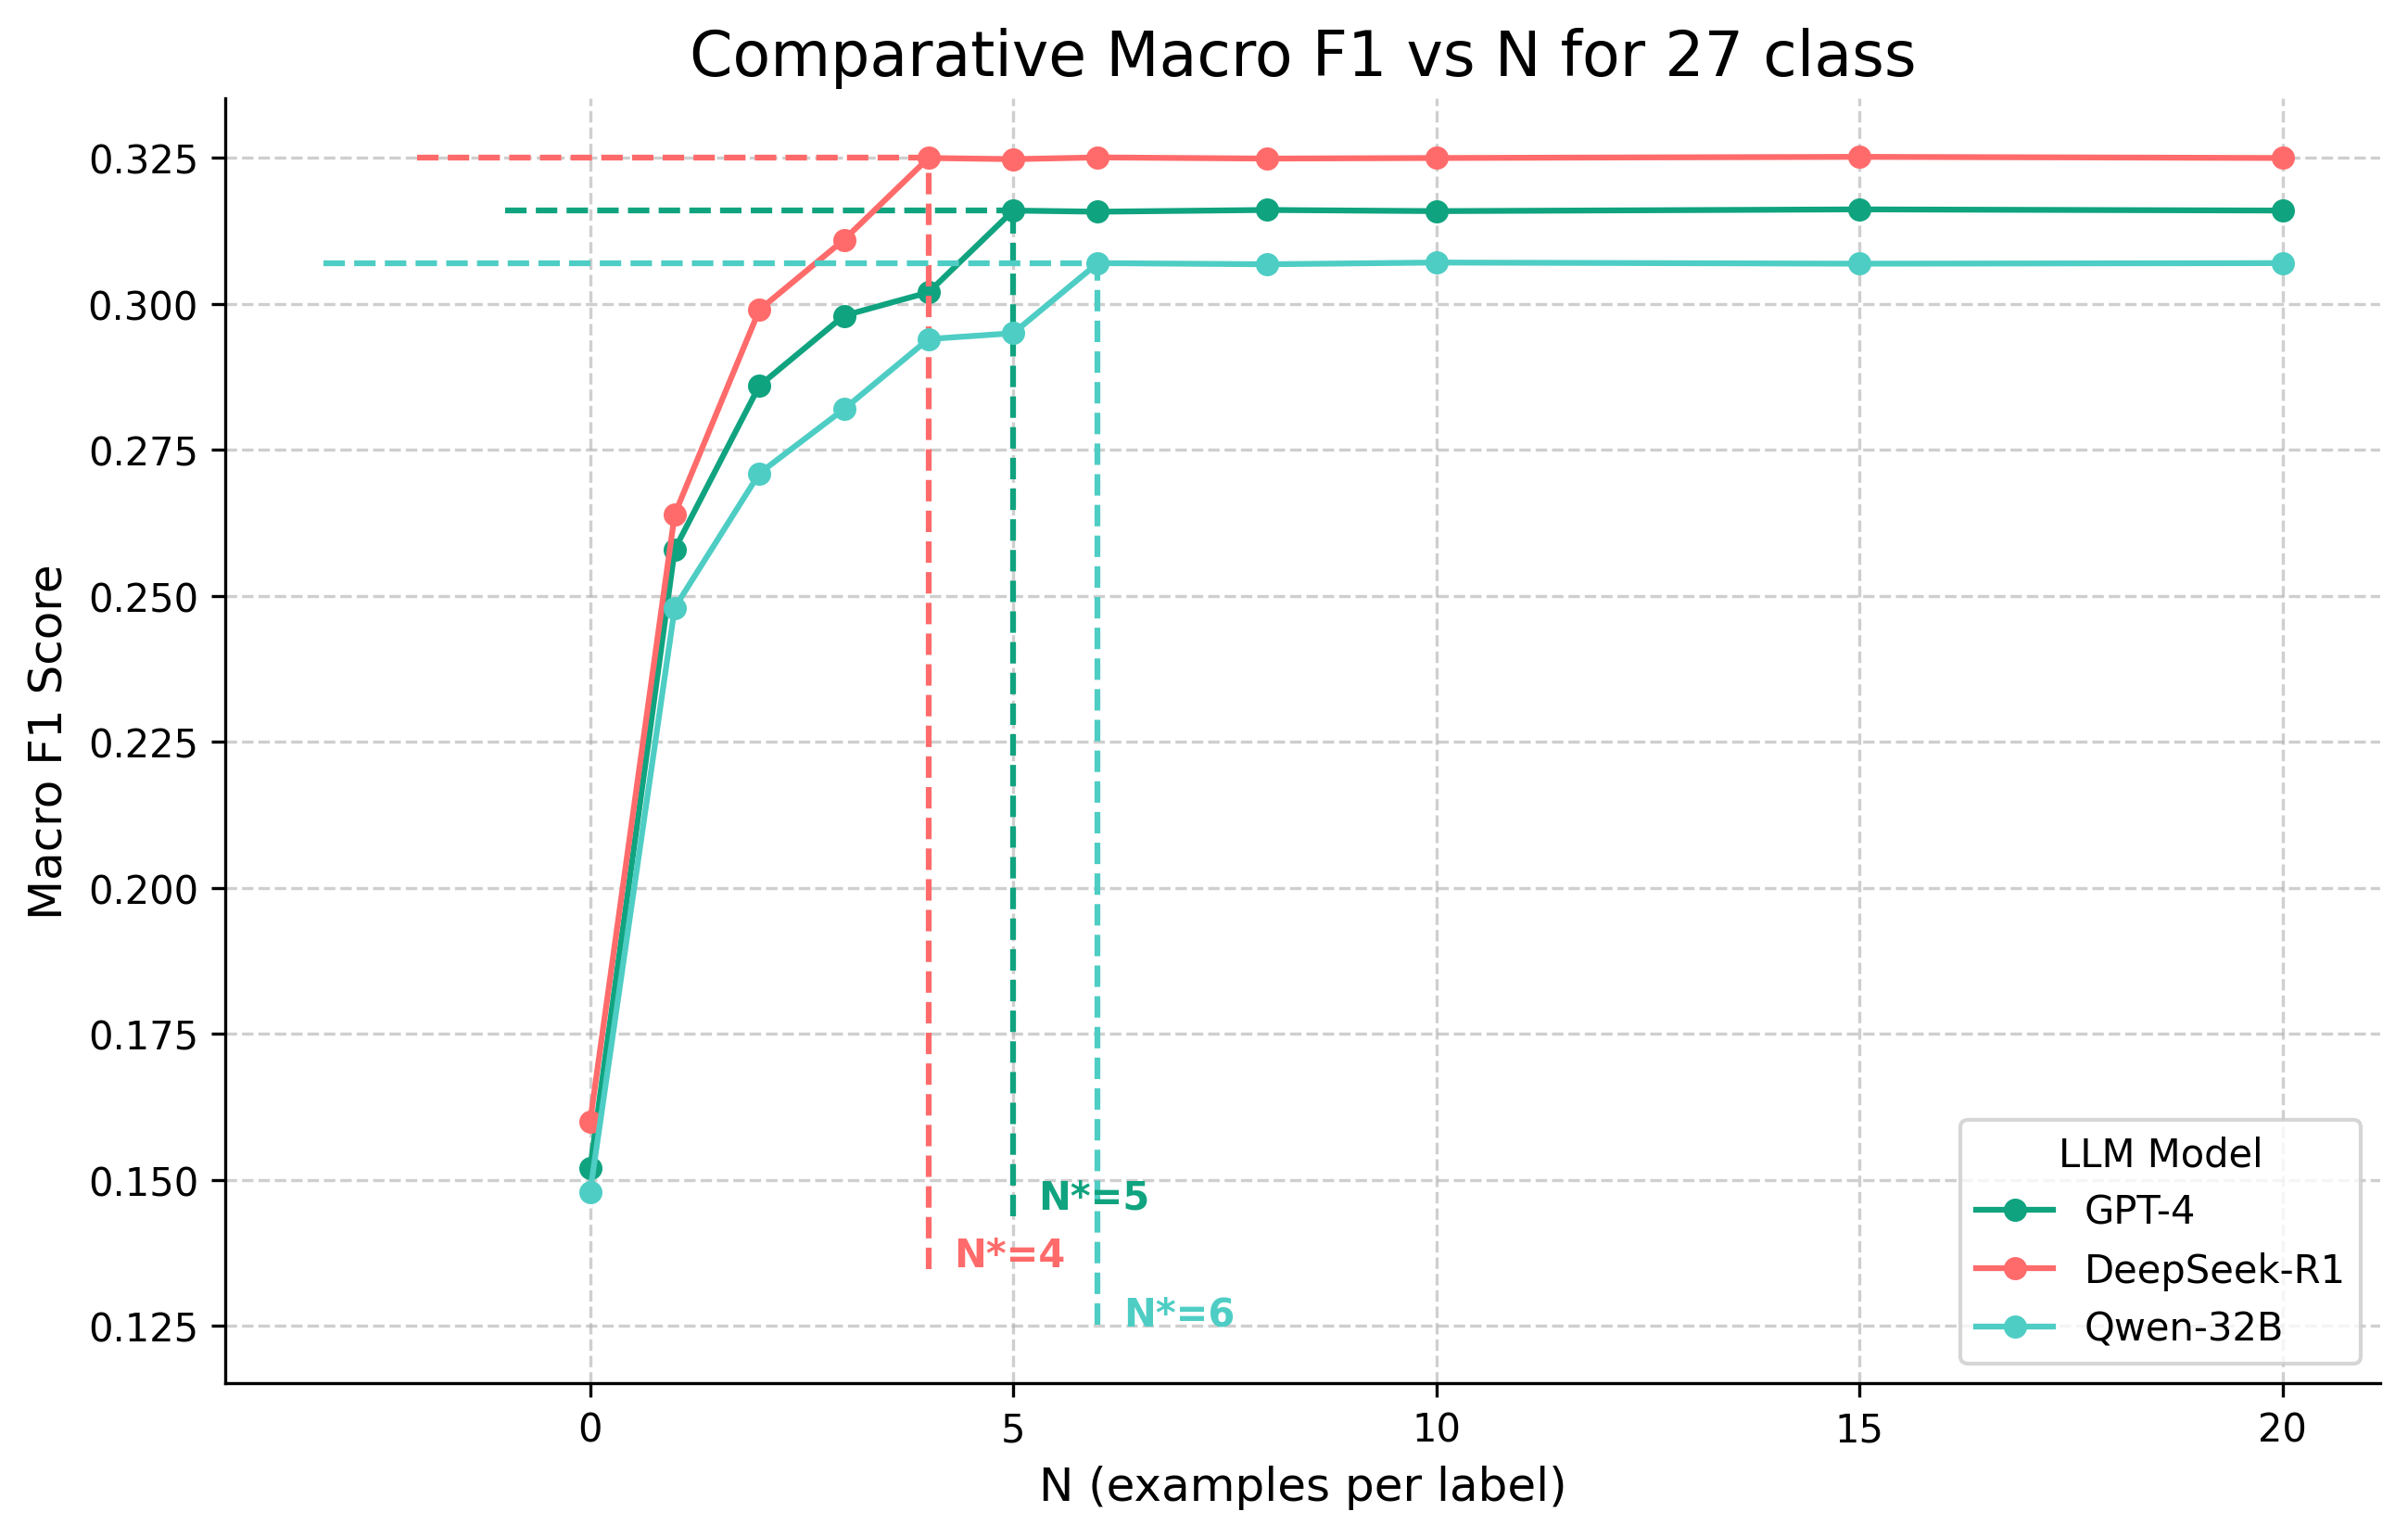 Comparative Macro F1 vs N for 27 class
Macro F1 Score
0.325
0.300
0.275
0.250
0.225
0.200
0.175
0.150
0.125
N*=5
N*=4
N*=6
LLM Model
GPT-4
DeepSeek-R1
Qwen-32B
0 5 10 15 20
N (examples per label)